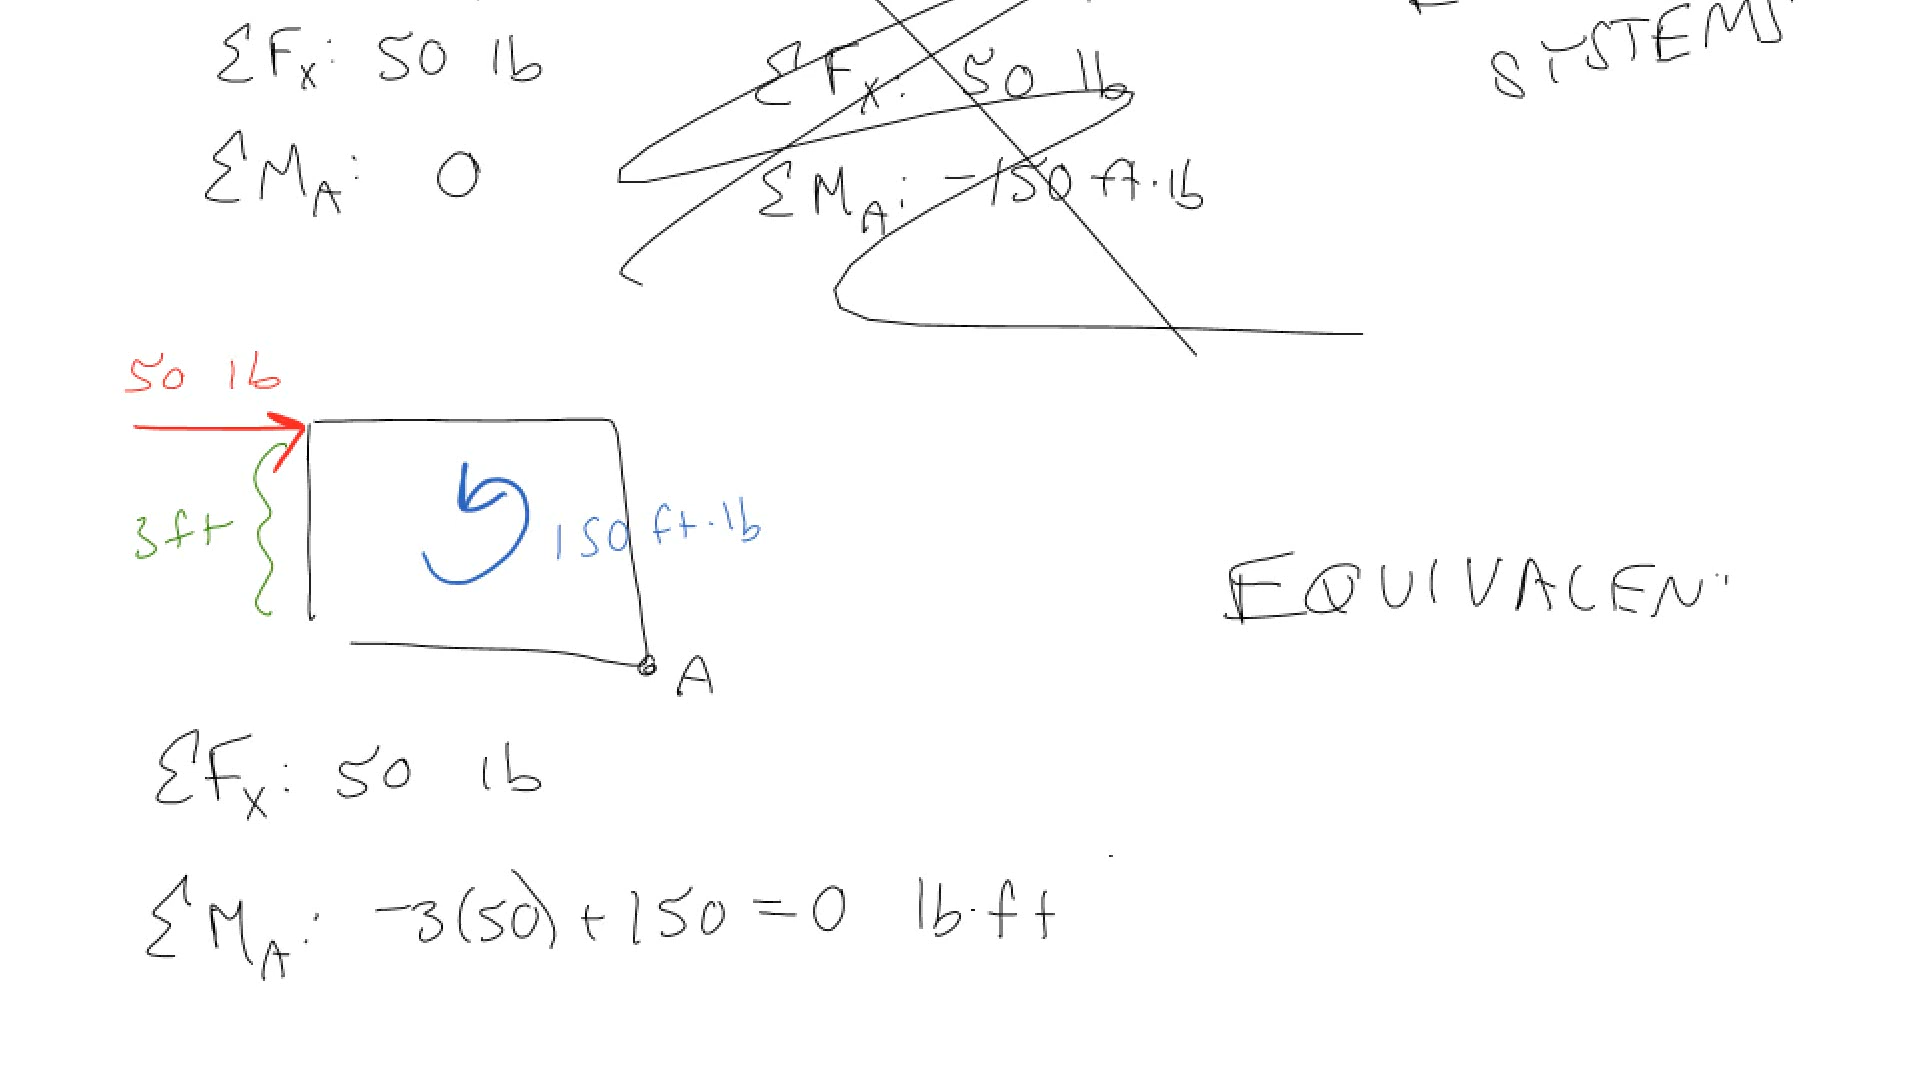 ΣFx: 50 lb
ΣFx: 50 lb
SYSTEMS
ΣMA: 0
ΣMA: -150 ft·lb
50 lb
3ft
150 ft·lb
EQUIVALEN
A
ΣFx: 50 lb
ΣMA: -3(50)+150=0 lb·ft